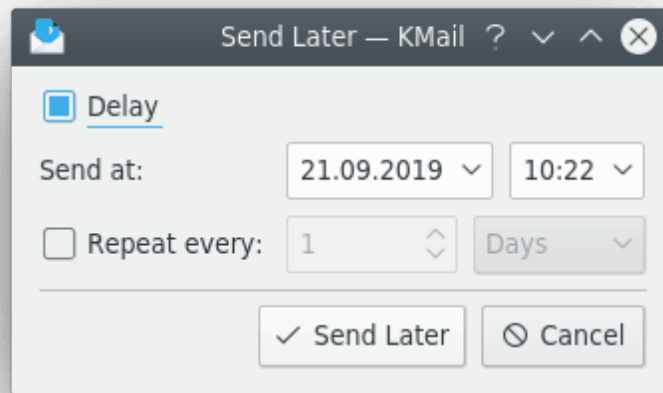 Send Later — KMail ?
Delay
Send at: 21.09.2019 10:22
Repeat every: 1 Days
Send Later Cancel